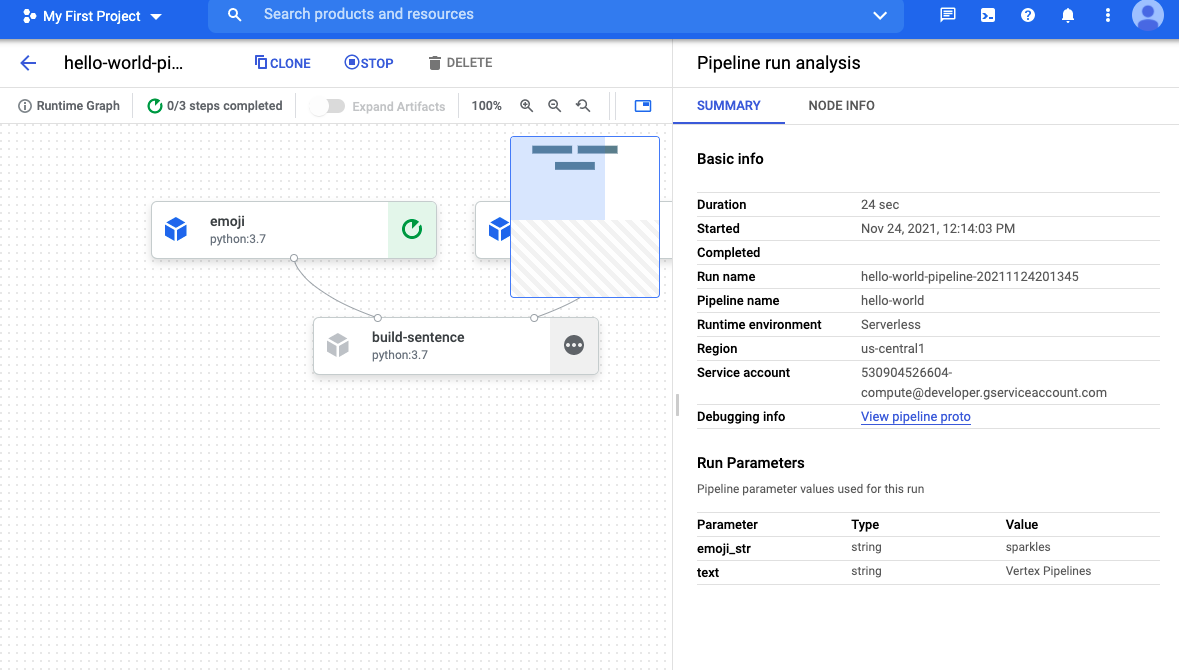 My First Project
Search products and resources
hello-world-pi...
CLONE
STOP
DELETE
Runtime Graph
0/3 steps completed
Expand Artifacts
100%
emoji
python:3.7
build-sentence
python:3.7
Pipeline run analysis
SUMMARY
NODE INFO
Basic info
Duration 24 sec
Started Nov 24, 2021, 12:14:03 PM
Completed
Run name hello-world-pipeline-20211124201345
Pipeline name hello-world
Runtime environment Serverless
Region us-central1
Service account 530904526604-
compute@developer.gserviceaccount.com
Debugging info View pipeline proto
Run Parameters
Pipeline parameter values used for this run
Parameter Type Value
emoji_str string sparkles
text string Vertex Pipelines